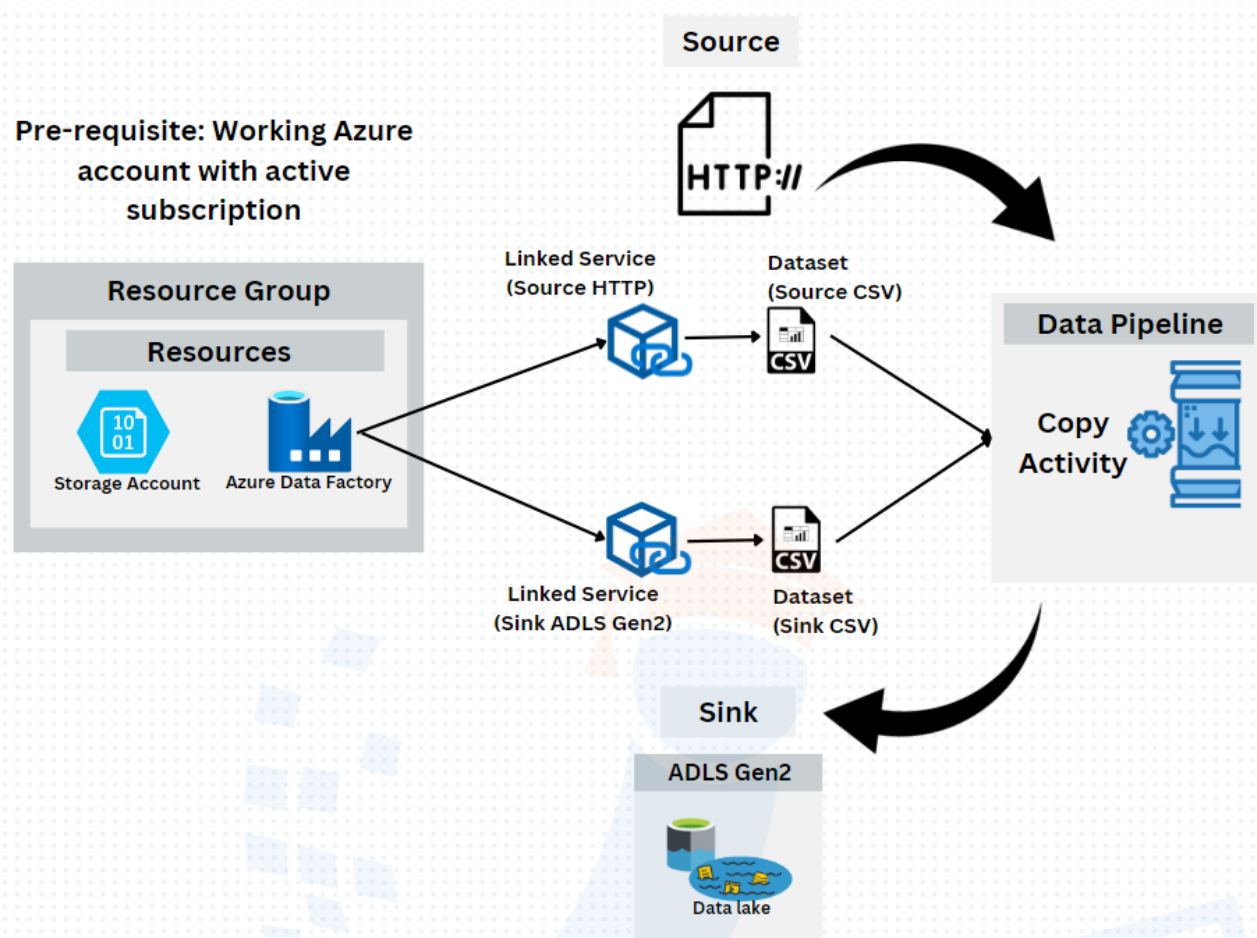 Source
HTTP://
Pre-requisite: Working Azure
account with active
subscription
Resource Group
Resources
10
01
Storage Account
Azure Data Factory
Linked Service
(Source HTTP)
Dataset
(Source CSV)
CSV
Linked Service
(Sink ADLS Gen2)
CSV
Dataset
(Sink CSV)
Data Pipeline
Copy
Activity
Sink
ADLS Gen2
Data lake